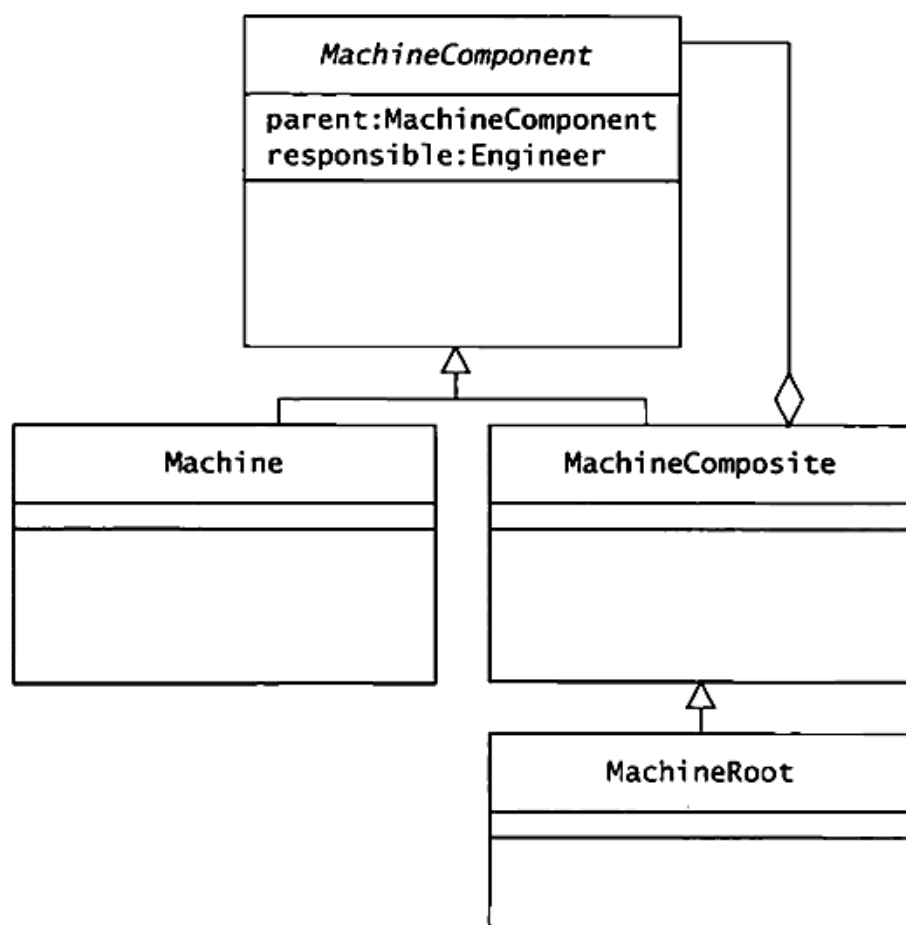 MachineComponent
parent:MachineComponent
responsible:Engineer
Machine
MachineComposite
MachineRoot